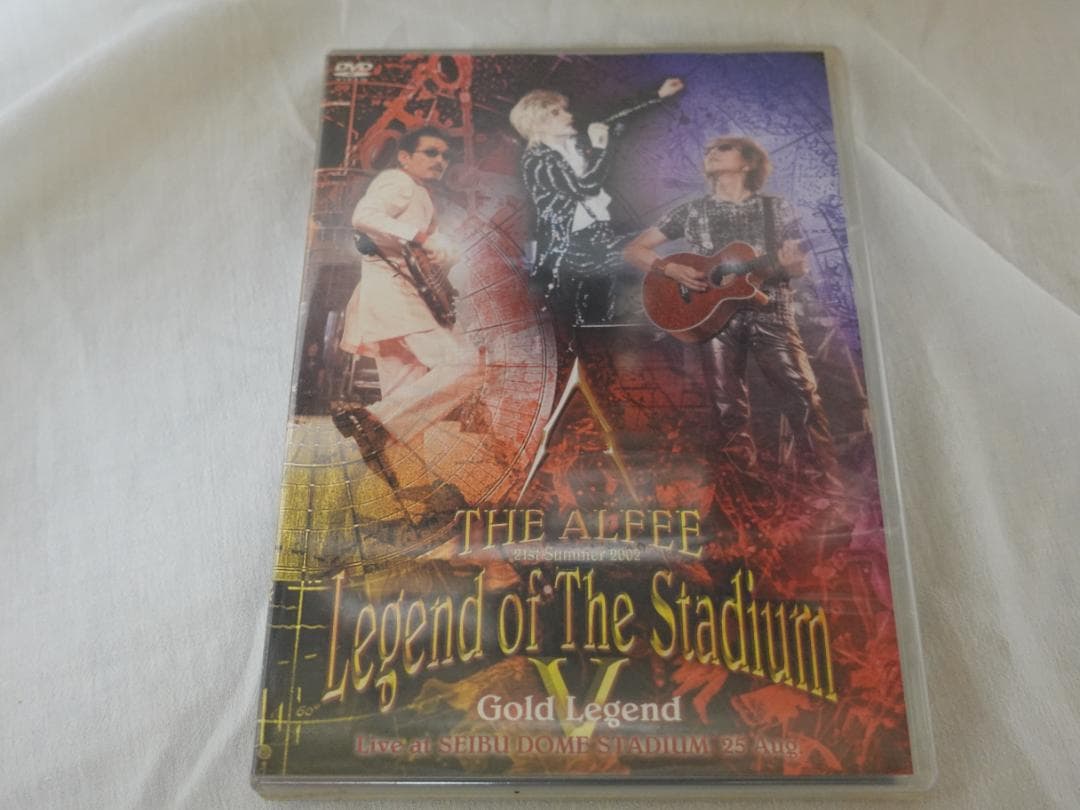 DVD
THE ALFEE
21st Summer 2002
Legend of The Stadium
V
Gold Legend
Live at SEIBU DOME STADIUM 25 Aug.
60°